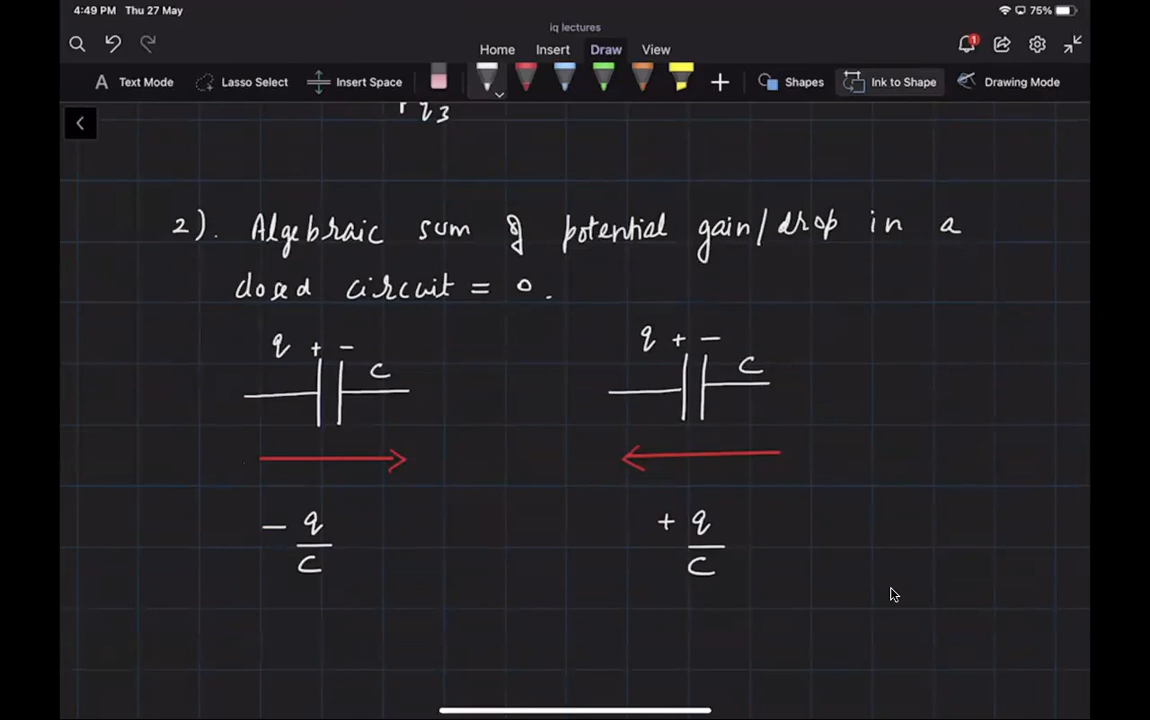 4:49 PM Thu 27 May
75%
iq lectures
Home Insert Draw View
1
Text Mode Lasso Select Insert Space Shapes Ink to Shape Drawing Mode
2). Algebraic sum of potential gain/drop in a
closed circuit = 0.
q + − q + −
C C
− q/C + q/C